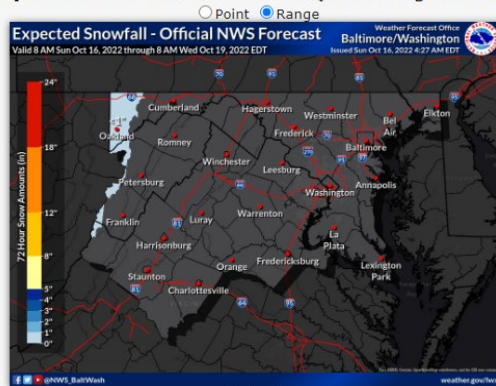 Point Range
Expected Snowfall - Official NWS Forecast
Valid 8 AM Sun Oct 16, 2022 through 8 AM Wed Oct 19, 2022 EDT
Weather Forecast Office
Baltimore/Washington
Issued Sun Oct 16, 2022 4:27 AM EDT
72 Hour Snow Amounts (in)
24"
18"
12"
8"
5"
4"
3"
2"
1"
0"
<1"
Oakland
Cumberland
Hagerstown
Westminster
Bel Air
Elkton
Romney
Frederick
Baltimore
Winchester
Leesburg
Petersburg
Washington
Annapolis
Franklin
Luray
Warrenton
La Plata
Harrisonburg
Staunton
Orange
Fredericksburg
Lexington Park
Charlottesville
@NWS_BaltWash
weather.gov/lwx